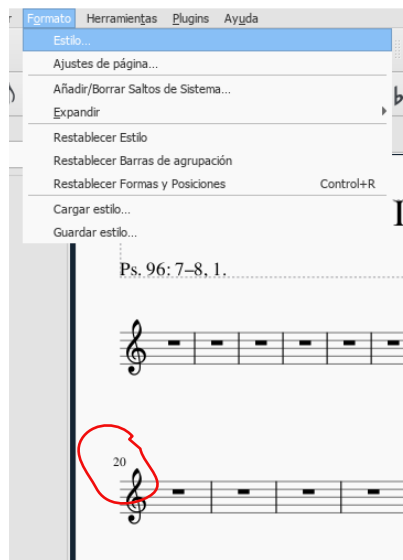 Formato Herramientas Plugins Ayuda
Estilo...
Ajustes de página...
Añadir/Borrar Saltos de Sistema...
Expandir
Restablecer Estilo
Restablecer Barras de agrupación
Restablecer Formas y Posiciones Control+R
Cargar estilo...
Guardar estilo...
Ps. 96: 7–8, 1.
20